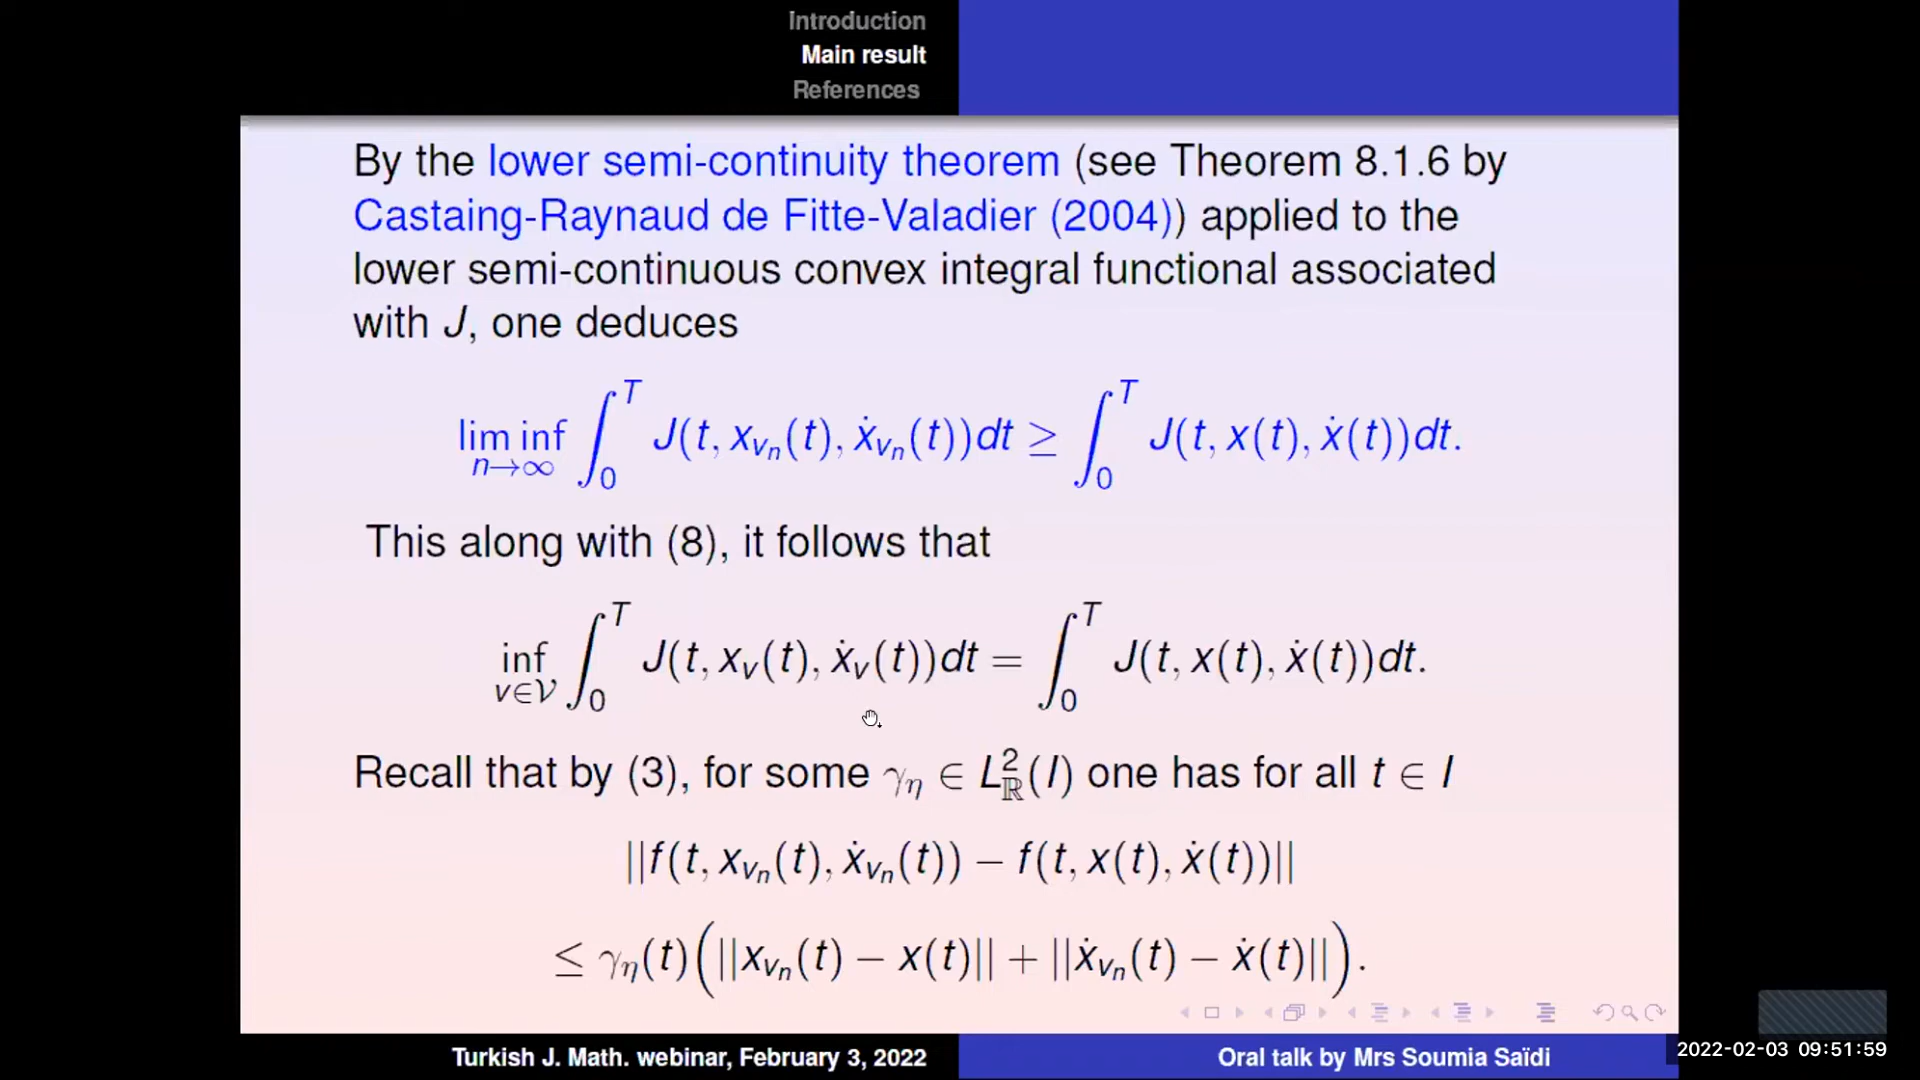 Introduction
Main result
References
By the lower semi-continuity theorem (see Theorem 8.1.6 by
Castaing-Raynaud de Fitte-Valadier (2004)) applied to the
lower semi-continuous convex integral functional associated
with J, one deduces
lim inf_{n→∞} ∫_0^T J(t, x_{v_n}(t), ẋ_{v_n}(t))dt ≥ ∫_0^T J(t, x(t), ẋ(t))dt.
This along with (8), it follows that
inf_{v∈𝒱} ∫_0^T J(t, x_v(t), ẋ_v(t))dt = ∫_0^T J(t, x(t), ẋ(t))dt.
Recall that by (3), for some γ_η ∈ L^2_ℝ(I) one has for all t ∈ I
||f(t, x_{v_n}(t), ẋ_{v_n}(t)) − f(t, x(t), ẋ(t))||
≤ γ_η(t)(||x_{v_n}(t) − x(t)|| + ||ẋ_{v_n}(t) − ẋ(t)||).
Turkish J. Math. webinar, February 3, 2022
Oral talk by Mrs Soumia Saïdi
2022-02-03 09:51:59